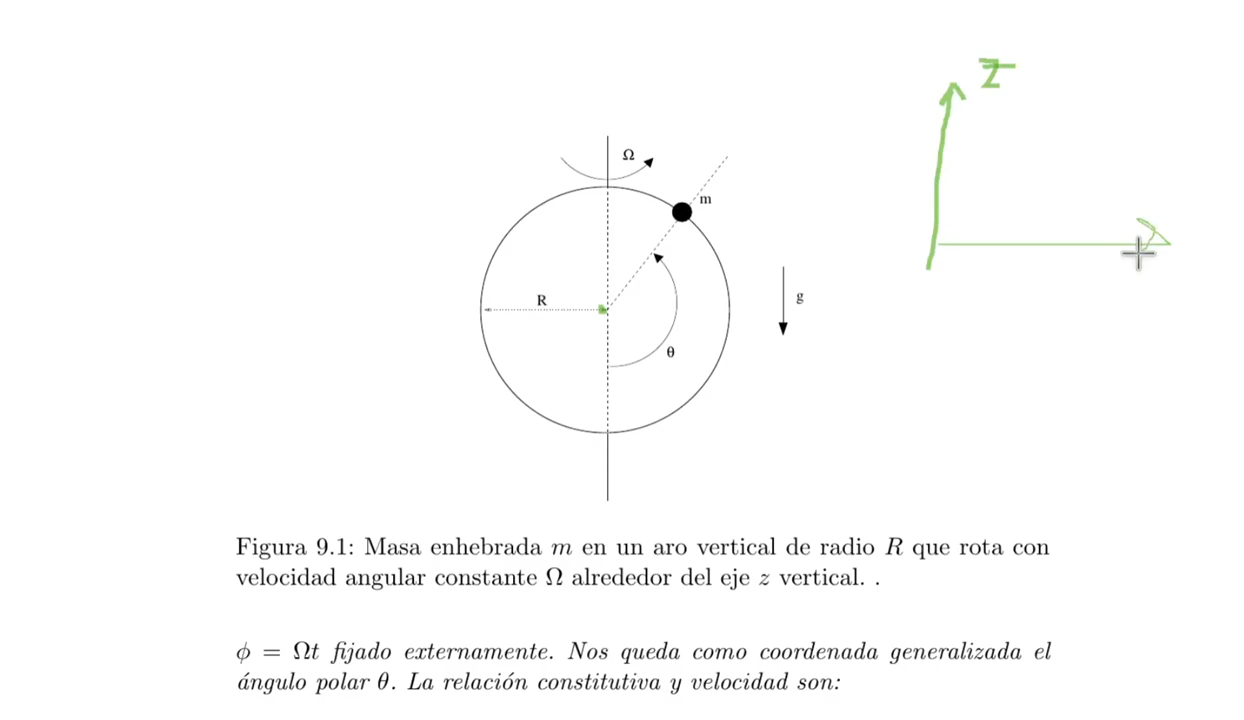 Z
Ω
m
R
g
θ
Figura 9.1: Masa enhebrada m en un aro vertical de radio R que rota con
velocidad angular constante Ω alrededor del eje z vertical. .
ϕ = Ωt fijado externamente. Nos queda como coordenada generalizada el
ángulo polar θ. La relación constitutiva y velocidad son: